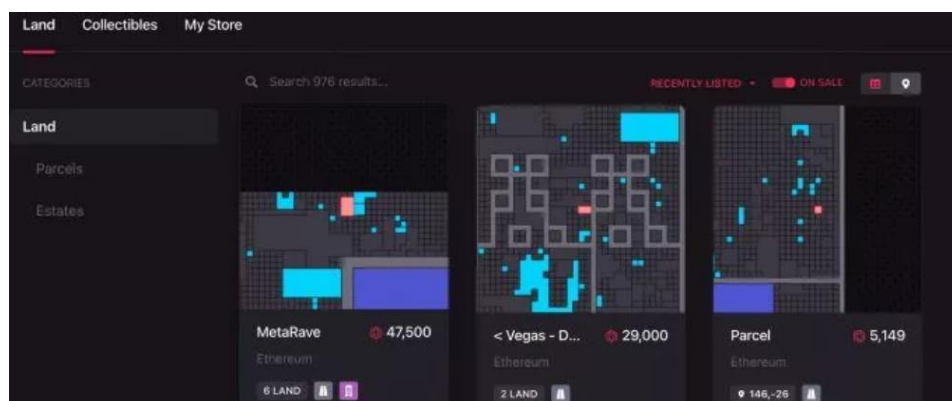 Land Collectibles My Store
CATEGORIES
Search 976 results...
RECENTLY LISTED
ON SALE
Land
Parcels
Estates
MetaRave 47,500
Ethereum
6 LAND
< Vegas - D... 29,000
Ethereum
2 LAND
Parcel 5,149
Ethereum
146,-26